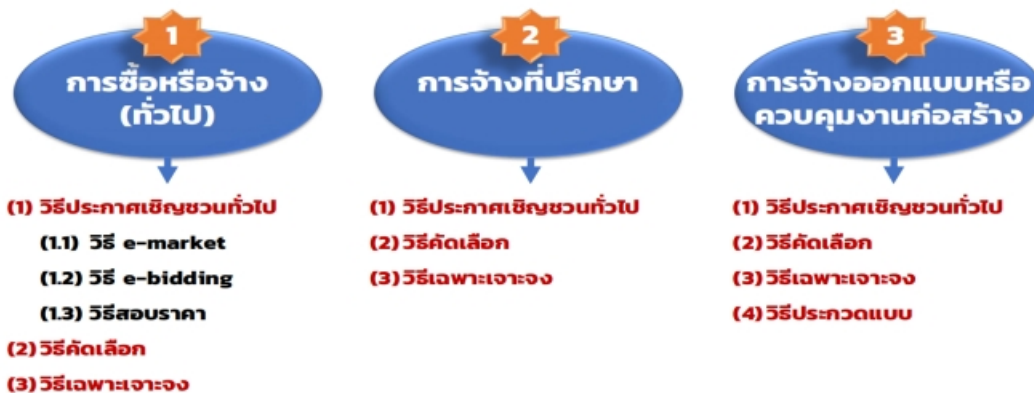 1
การซื้อหรือจ้าง
(ทั่วไป)
(1) วิธีประกาศเชิญชวนทั่วไป
(1.1) วิธี e-market
(1.2) วิธี e-bidding
(1.3) วิธีสอบราคา
(2) วิธีคัดเลือก
(3) วิธีเฉพาะเจาะจง
2
การจ้างที่ปรึกษา
(1) วิธีประกาศเชิญชวนทั่วไป
(2) วิธีคัดเลือก
(3) วิธีเฉพาะเจาะจง
3
การจ้างออกแบบหรือ
ควบคุมงานก่อสร้าง
(1) วิธีประกาศเชิญชวนทั่วไป
(2) วิธีคัดเลือก
(3) วิธีเฉพาะเจาะจง
(4) วิธีประกวดแบบ